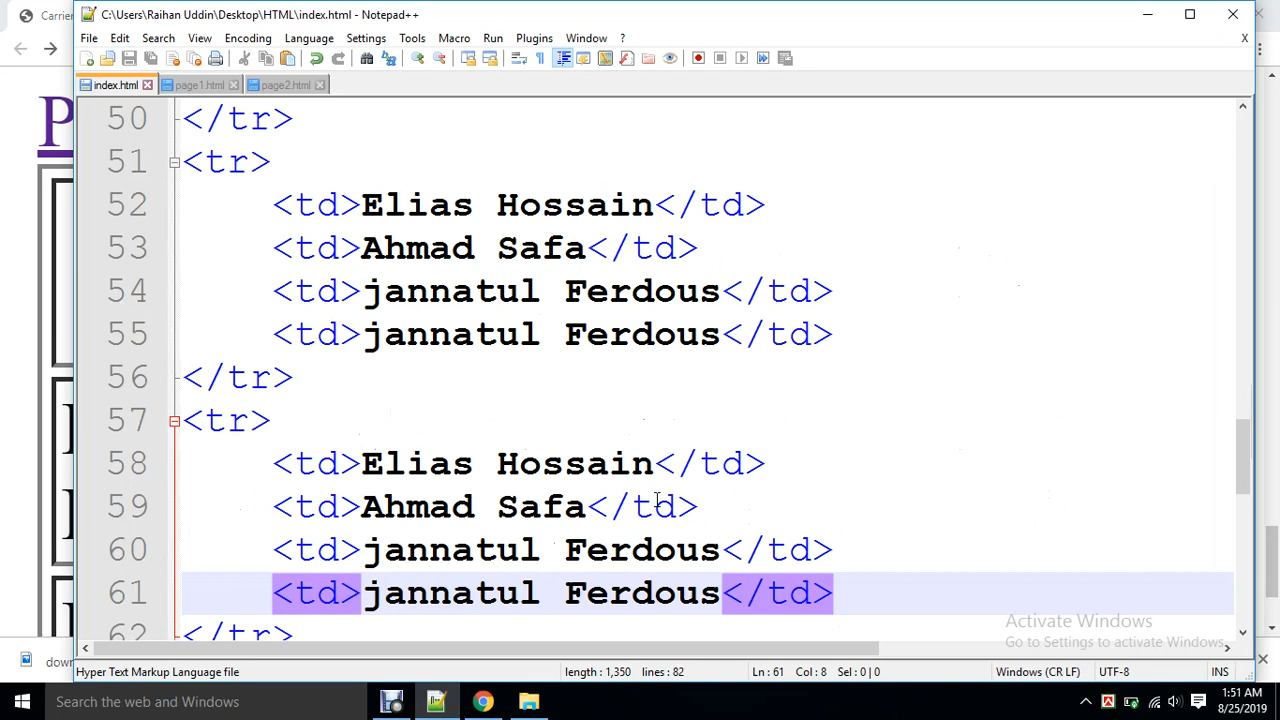 Carrier
C:\Users\Raihan Uddin\Desktop\HTML\index.html - Notepad++
File Edit Search View Encoding Language Settings Tools Macro Run Plugins Window ? X
index.html page1.html page2.html
P
50 </tr>
51 <tr>
52 <td>Elias Hossain</td>
53 <td>Ahmad Safa</td>
54 <td>jannatul Ferdous</td>
55 <td>jannatul Ferdous</td>
56 </tr>
57 <tr>
58 <td>Elias Hossain</td>
59 <td>Ahmad Safa</td>
60 <td>jannatul Ferdous</td>
61 <td>jannatul Ferdous</td>
62 </tr>
Activate Windows
Go to Settings to activate Windows.
dow
Hyper Text Markup Language file length : 1,350 lines : 82 Ln : 61 Col : 8 Sel : 0 | 0 Windows (CR LF) UTF-8 INS
Search the web and Windows
1:51 AM
8/25/2019